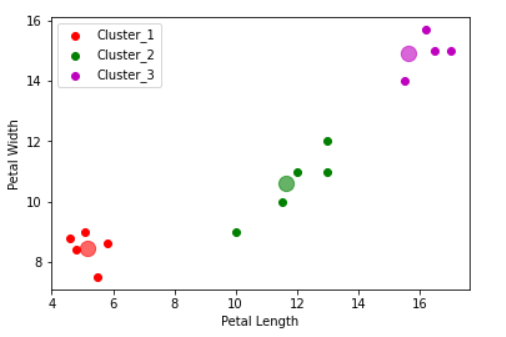 Cluster_1
Cluster_2
Cluster_3
Petal Width
16
14
12
10
8
4
6
8
10
12
14
16
Petal Length